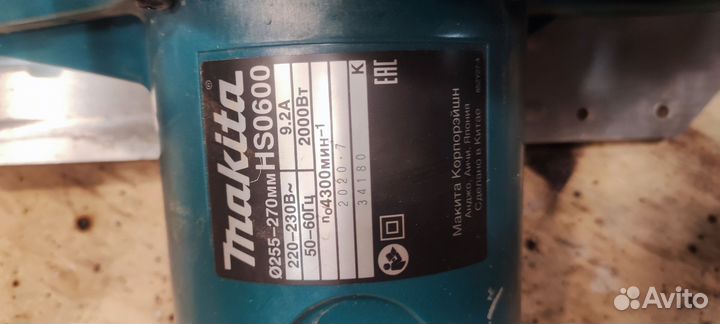 Makita®
HS0600
Ø255-270мм
220-230В~ 9.2А
50-60Гц 2000Вт
n₀4300мин⁻¹
2020.7
34180 K
EAC
Макита Корпорэйшн
Анджо, Аичи, Япония
Сделано в Китае
Avito